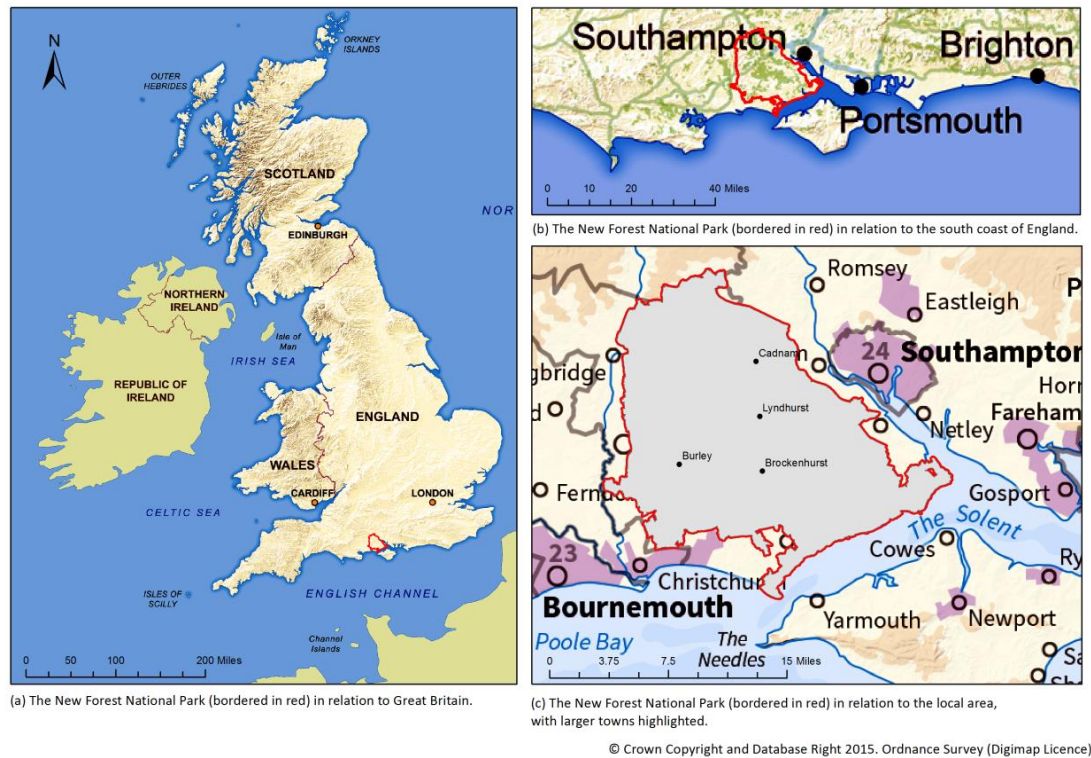 N
ORKNEY
ISLANDS
OUTER
HEBRIDES
SCOTLAND
NOR
EDINBURGH
NORTHERN
IRELAND
Isle of
Man
IRISH SEA
REPUBLIC OF
IRELAND
ENGLAND
WALES
CARDIFF
LONDON
CELTIC SEA
ISLES OF
SCILLY
ENGLISH CHANNEL
Channel
Islands
0 50 100 200 Miles
(a) The New Forest National Park (bordered in red) in relation to Great Britain.
Southampton
Brighton
Portsmouth
0 10 20 40 Miles
(b) The New Forest National Park (bordered in red) in relation to the south coast of England.
Romsey
Eastleigh
P
Cadnam
m
24
Southampton
gbridge
Horn
Lyndhurst
Fareham
d
Netley
Burley
Brockenhurst
Fernd
Gosport
The Solent
Cowes
23
Christchur h
Ry
Bournemouth
Yarmouth
Newport
Poole Bay
The
Needles
Sa
Sh
0 3.75 7.5 15 Miles
(c) The New Forest National Park (bordered in red) in relation to the local area,
with larger towns highlighted.
© Crown Copyright and Database Right 2015. Ordnance Survey (Digimap Licence)